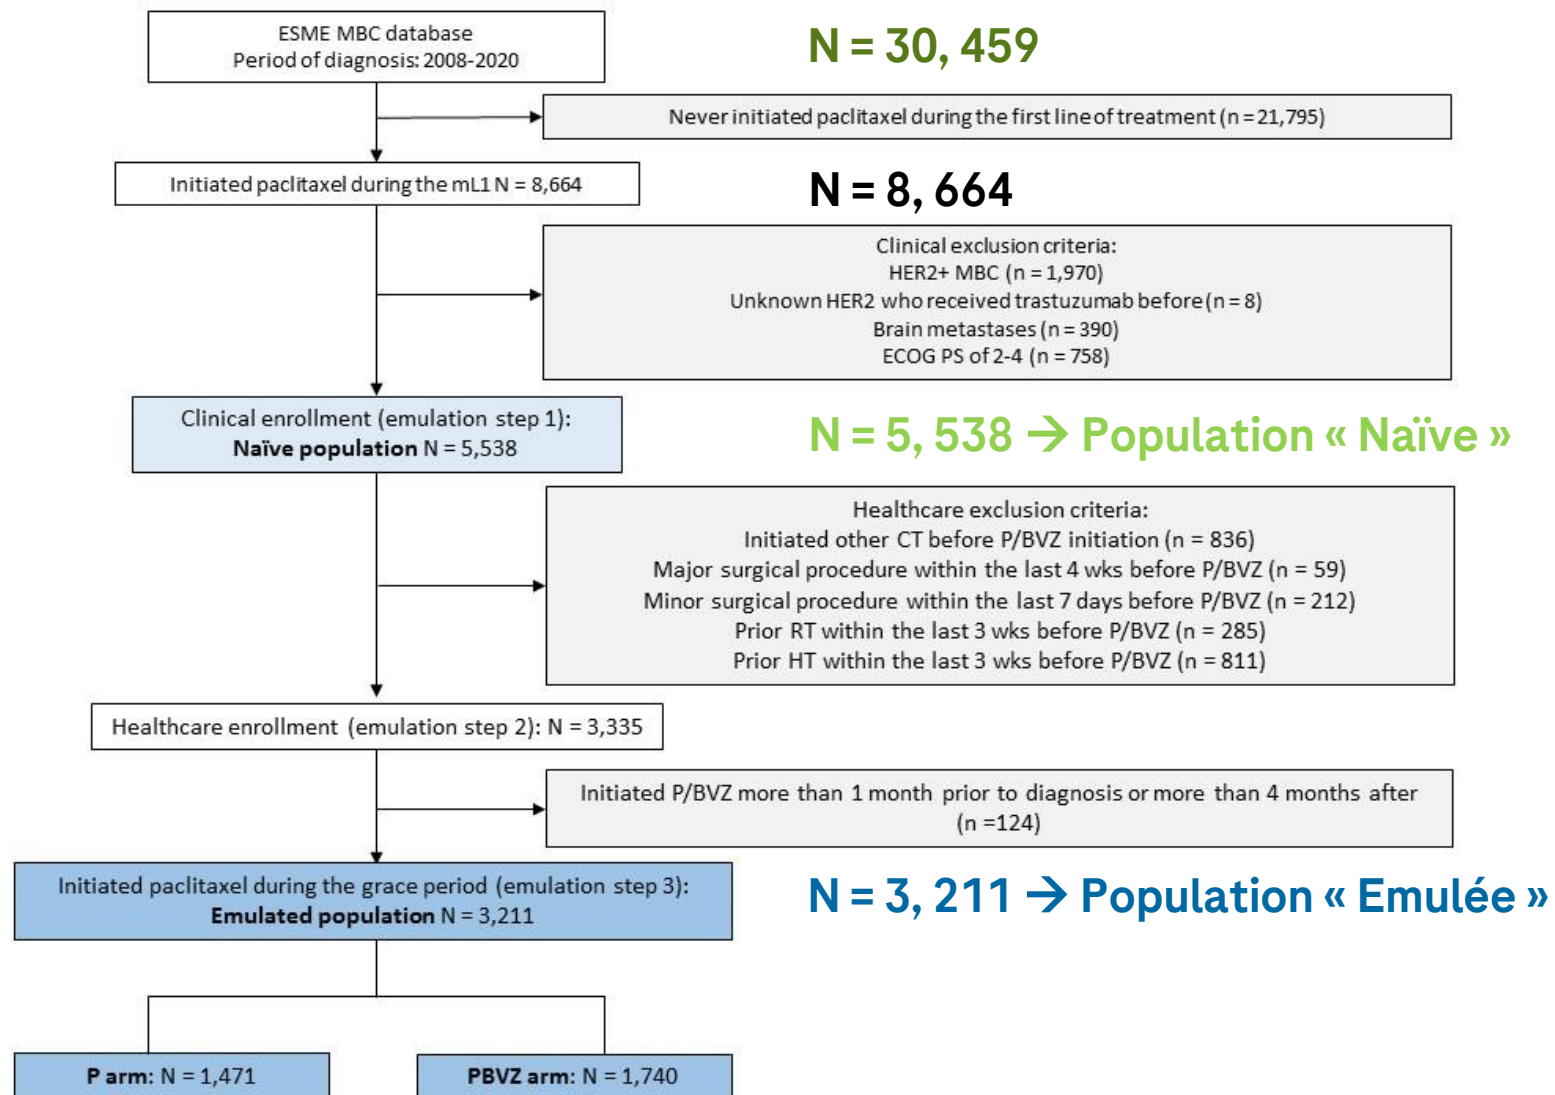 ESME MBC database
Period of diagnosis: 2008-2020
N = 30, 459
Never initiated paclitaxel during the first line of treatment (n = 21,795)
Initiated paclitaxel during the mL1 N = 8,664
N = 8, 664
Clinical exclusion criteria:
HER2+ MBC (n = 1,970)
Unknown HER2 who received trastuzumab before (n = 8)
Brain metastases (n = 390)
ECOG PS of 2-4 (n = 758)
Clinical enrollment (emulation step 1):
Naïve population N = 5,538
N = 5, 538 → Population « Naïve »
Healthcare exclusion criteria:
Initiated other CT before P/BVZ initiation (n = 836)
Major surgical procedure within the last 4 wks before P/BVZ (n = 59)
Minor surgical procedure within the last 7 days before P/BVZ (n = 212)
Prior RT within the last 3 wks before P/BVZ (n = 285)
Prior HT within the last 3 wks before P/BVZ (n = 811)
Healthcare enrollment (emulation step 2): N = 3,335
Initiated P/BVZ more than 1 month prior to diagnosis or more than 4 months after
(n =124)
Initiated paclitaxel during the grace period (emulation step 3):
Emulated population N = 3,211
N = 3, 211 → Population « Emulée »
P arm: N = 1,471
PBVZ arm: N = 1,740